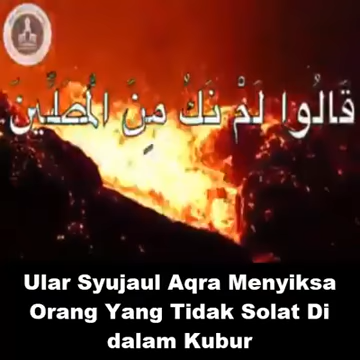 قَالُوا لَمْ نَكُ مِنَ الْمُصَلِّينَ
Ular Syujaul Aqra Menyiksa
Orang Yang Tidak Solat Di
dalam Kubur